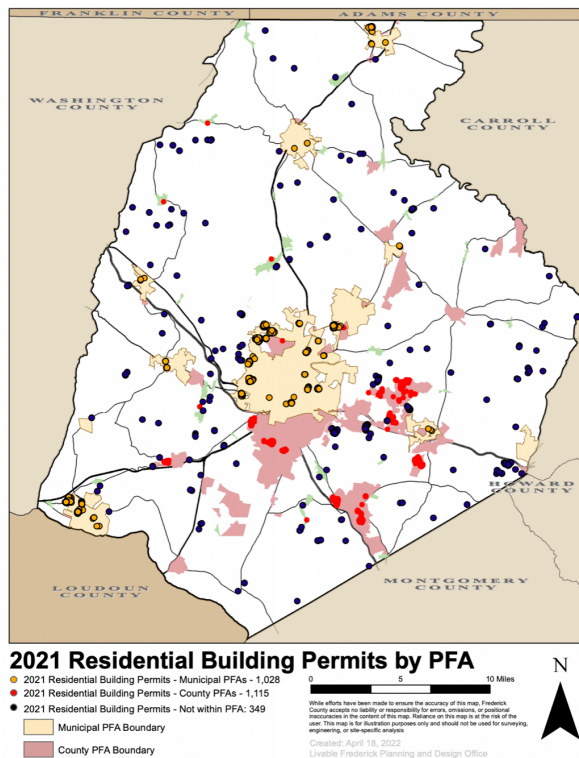 FRANKLIN COUNTY
ADAMS COUNTY
WASHINGTON
COUNTY
CARROLL
COUNTY
HOWARD
COUNTY
MONTGOMERY
COUNTY
LOUDOUN
COUNTY
2021 Residential Building Permits by PFA
2021 Residential Building Permits - Municipal PFAs - 1,028
2021 Residential Building Permits - County PFAs - 1,115
2021 Residential Building Permits - Not within PFA: 349
Municipal PFA Boundary
County PFA Boundary
0 5 10 Miles
While efforts have been made to ensure the accuracy of this map, Frederick
County accepts no liability or responsibility for errors, omissions, or positional
inaccuracies in the content of this map. Reliance on this map is at the risk of the
user. This map is for illustration purposes only and should not be used for surveying,
engineering, or site-specific analysis
Created: April 18, 2022
Livable Frederick Planning and Design Office
N